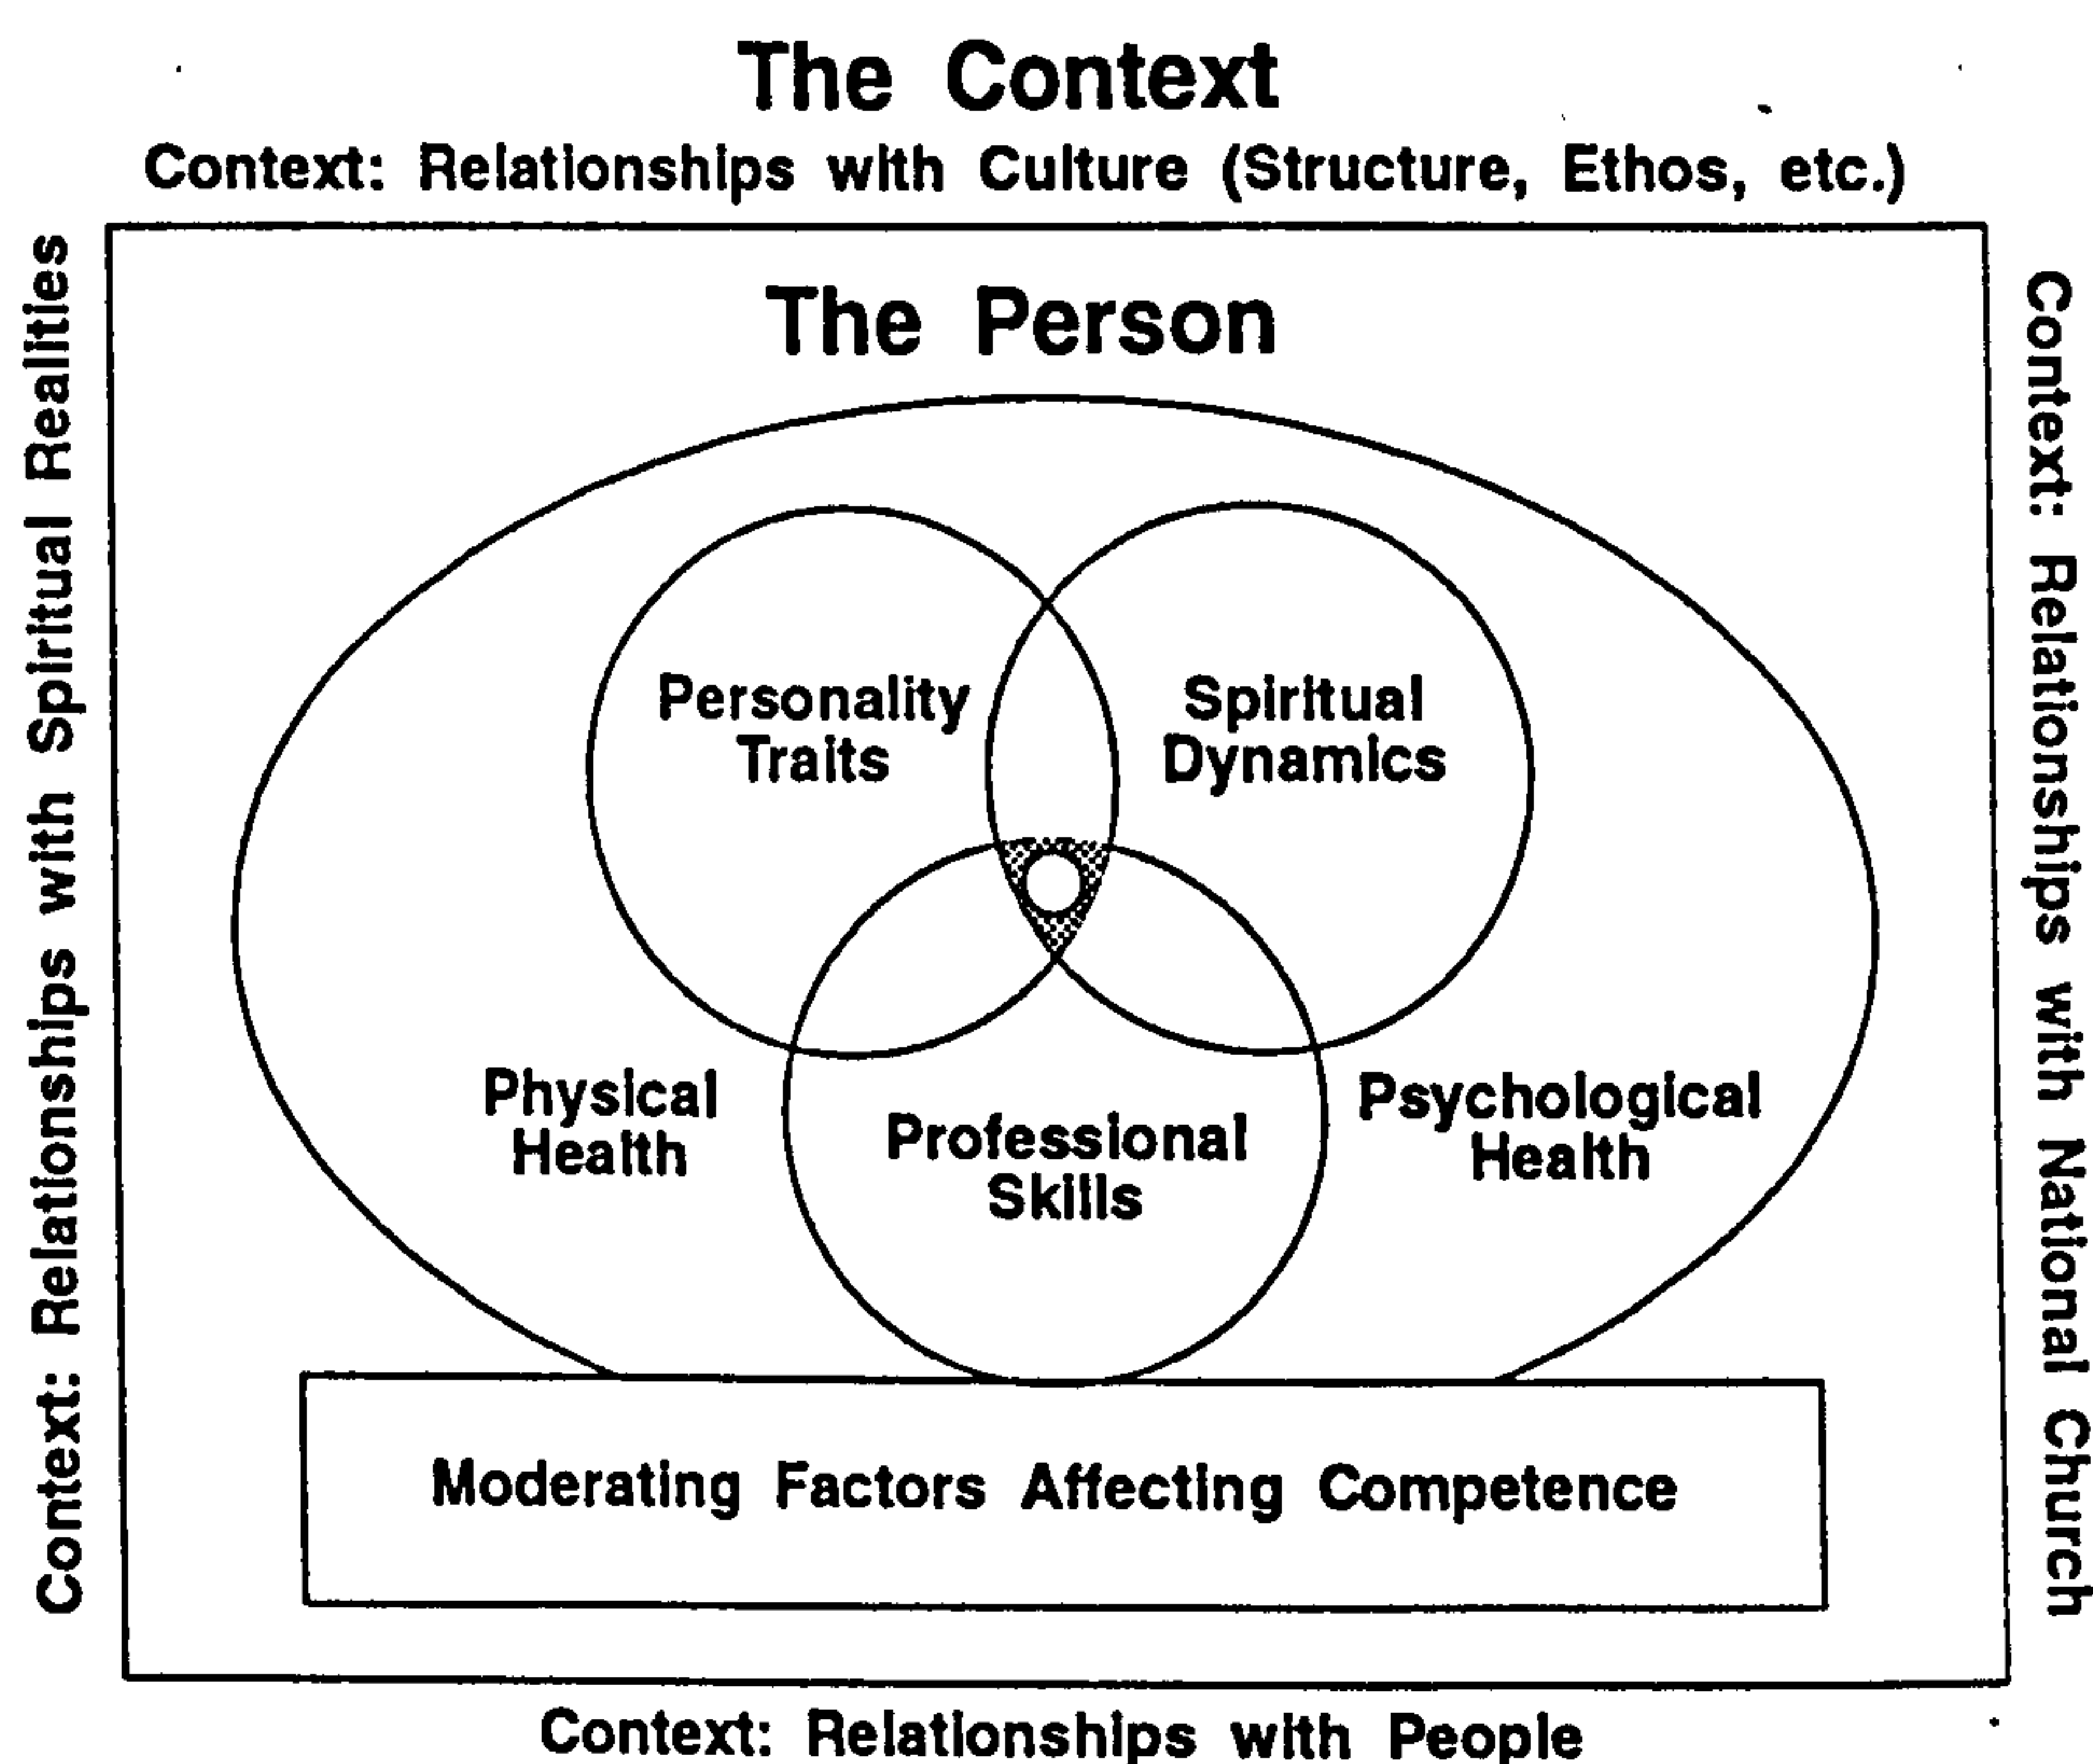 The Context
Context: Relationships with Culture (Structure, Ethos, etc.)
Context: Relationships with Spiritual Realities
Context: Relationships with National Church
The Person
Personality
Traits
Spiritual
Dynamics
Physical
Health
Professional
Skills
Psychological
Health
Moderating Factors Affecting Competence
Context: Relationships with People